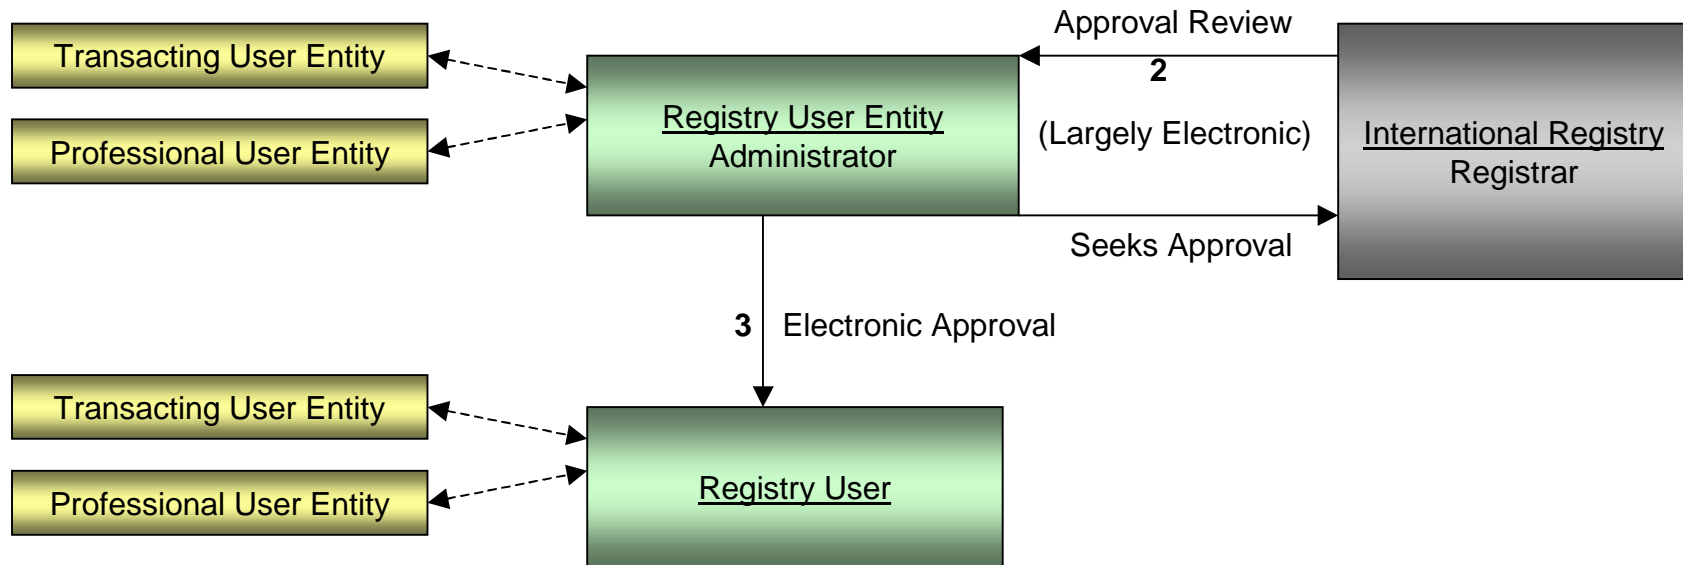 Transacting User Entity
Professional User Entity
Registry User Entity
Administrator
Approval Review
2
(Largely Electronic)
Seeks Approval
International Registry
Registrar
3 Electronic Approval
Transacting User Entity
Professional User Entity
Registry User